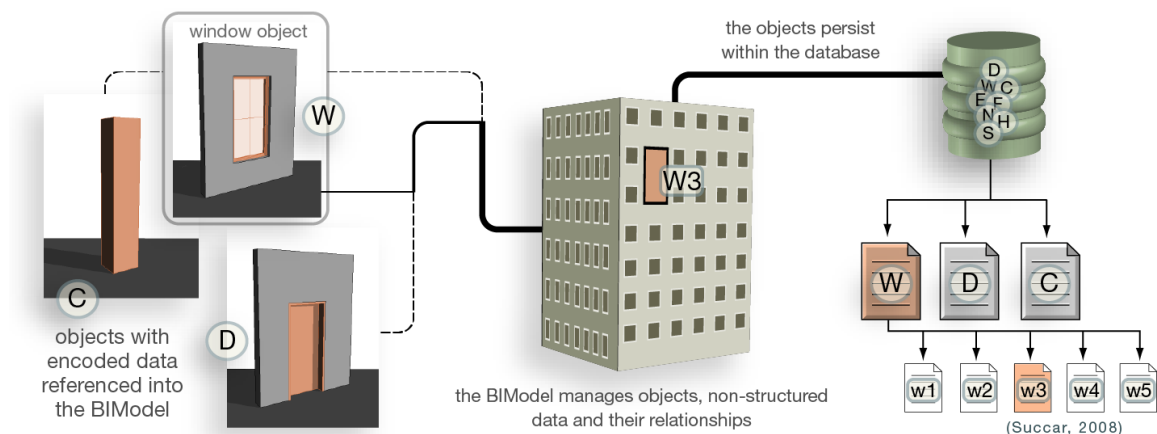 window object
W
C
objects with
encoded data
referenced into
the BIModel
D
W3
the BIModel manages objects, non-structured
data and their relationships
the objects persist
within the database
D
W C
E F
N H
S
W D C
w1 w2 w3 w4 w5
(Succar, 2008)